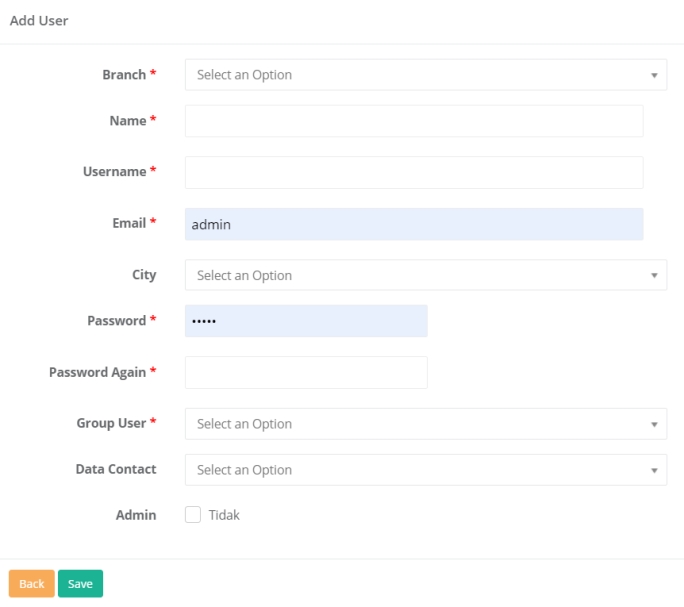 Add User
Branch *
Select an Option
Name *
Username *
Email *
admin
City
Select an Option
Password *
•••••
Password Again *
Group User *
Select an Option
Data Contact
Select an Option
Admin
Tidak
Back
Save